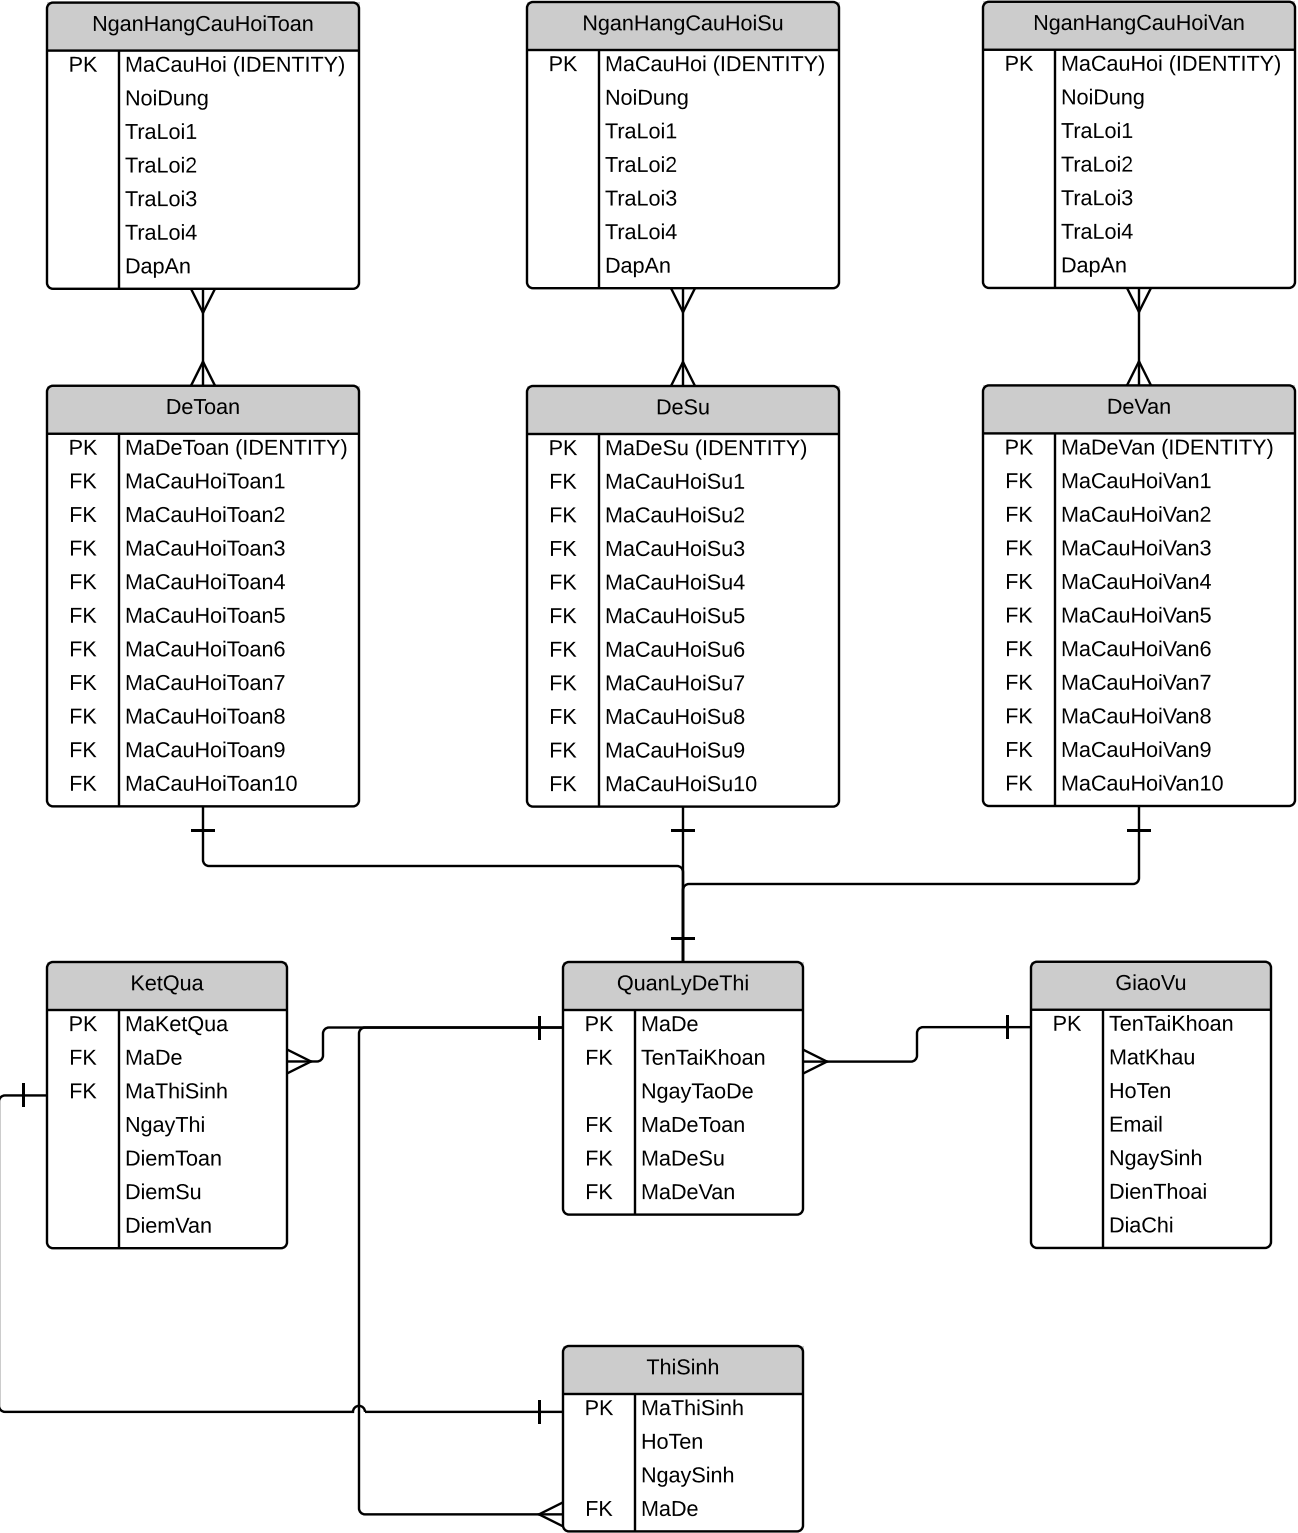 NganHangCauHoiToan
PK MaCauHoi (IDENTITY)
NoiDung
TraLoi1
TraLoi2
TraLoi3
TraLoi4
DapAn
NganHangCauHoiSu
PK MaCauHoi (IDENTITY)
NoiDung
TraLoi1
TraLoi2
TraLoi3
TraLoi4
DapAn
NganHangCauHoiVan
PK MaCauHoi (IDENTITY)
NoiDung
TraLoi1
TraLoi2
TraLoi3
TraLoi4
DapAn
DeToan
PK MaDeToan (IDENTITY)
FK MaCauHoiToan1
FK MaCauHoiToan2
FK MaCauHoiToan3
FK MaCauHoiToan4
FK MaCauHoiToan5
FK MaCauHoiToan6
FK MaCauHoiToan7
FK MaCauHoiToan8
FK MaCauHoiToan9
FK MaCauHoiToan10
DeSu
PK MaDeSu (IDENTITY)
FK MaCauHoiSu1
FK MaCauHoiSu2
FK MaCauHoiSu3
FK MaCauHoiSu4
FK MaCauHoiSu5
FK MaCauHoiSu6
FK MaCauHoiSu7
FK MaCauHoiSu8
FK MaCauHoiSu9
FK MaCauHoiSu10
DeVan
PK MaDeVan (IDENTITY)
FK MaCauHoiVan1
FK MaCauHoiVan2
FK MaCauHoiVan3
FK MaCauHoiVan4
FK MaCauHoiVan5
FK MaCauHoiVan6
FK MaCauHoiVan7
FK MaCauHoiVan8
FK MaCauHoiVan9
FK MaCauHoiVan10
KetQua
PK MaKetQua
FK MaDe
FK MaThiSinh
NgayThi
DiemToan
DiemSu
DiemVan
QuanLyDeThi
PK MaDe
FK TenTaiKhoan
NgayTaoDe
FK MaDeToan
FK MaDeSu
FK MaDeVan
GiaoVu
PK TenTaiKhoan
MatKhau
HoTen
Email
NgaySinh
DienThoai
DiaChi
ThiSinh
PK MaThiSinh
HoTen
NgaySinh
FK MaDe